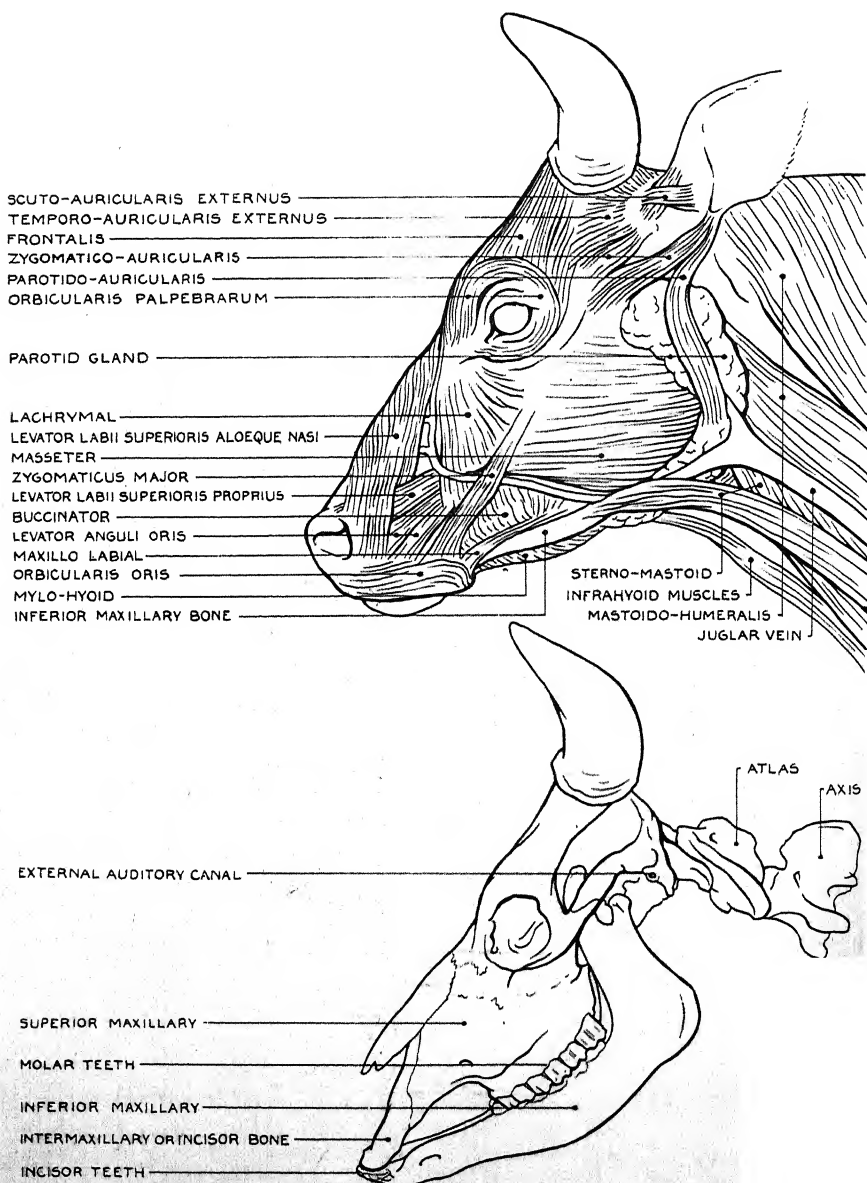 SCUTO-AURICULARIS EXTERNUS
TEMPORO-AURICULARIS EXTERNUS
FRONTALIS
ZYGOMATICO-AURICULARIS
PAROTIDO-AURICULARIS
ORBICULARIS PALPEBRARUM
PAROTID GLAND
LACHRYMAL
LEVATOR LABII SUPERIORIS ALOEQUE NASI
MASSETER
ZYGOMATICUS MAJOR
LEVATOR LABII SUPERIORIS PROPRIUS
BUCCINATOR
LEVATOR ANGULI ORIS
MAXILLO LABIAL
ORBICULARIS ORIS
MYLO-HYOID
INFERIOR MAXILLARY BONE
STERNO-MASTOID
INFRAHYOID MUSCLES
MASTOIDO-HUMERALIS
JUGLAR VEIN
ATLAS
AXIS
EXTERNAL AUDITORY CANAL
SUPERIOR MAXILLARY
MOLAR TEETH
INFERIOR MAXILLARY
INTERMAXILLARY OR INCISOR BONE
INCISOR TEETH